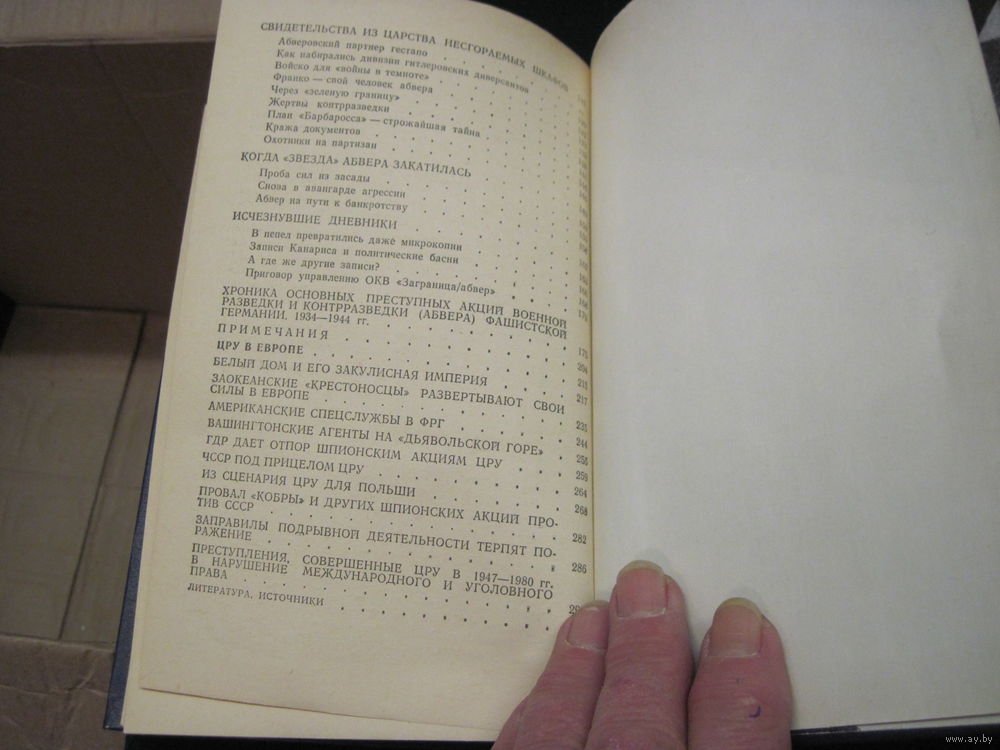 СВИДЕТЕЛЬСТВА ИЗ ЦАРСТВА НЕСГОРАЕМЫХ ШКАФОВ
Абверовский партнер гестапо
Как набирались дивизии гитлеровских диверсантов
Войско для «войны в темноте»
Франко — свой человек абвера
Через «зеленую границу»
Жертвы контрразведки
План «Барбаросса» — строжайшая тайна
Кража документов
Охотники на партизан
КОГДА «ЗВЕЗДА» АБВЕРА ЗАКАТИЛАСЬ
Проба сил из засады
Снова в авангарде агрессии
Абвер на пути к банкротству
ИСЧЕЗНУВШИЕ ДНЕВНИКИ
В пепел превратились даже микрокопии
Записи Канариса и политические басни
А где же другие записи?
Приговор управлению ОКВ «Заграница/абвер»
ХРОНИКА ОСНОВНЫХ ПРЕСТУПНЫХ АКЦИЙ ВОЕННОЙ
РАЗВЕДКИ И КОНТРРАЗВЕДКИ (АБВЕРА) ФАШИСТСКОЙ
ГЕРМАНИИ. 1934—1944 гг. 175
ПРИМЕЧАНИЯ 204
ЦРУ В ЕВРОПЕ 213
БЕЛЫЙ ДОМ И ЕГО ЗАКУЛИСНАЯ ИМПЕРИЯ 217
ЗАОКЕАНСКИЕ «КРЕСТОНОСЦЫ» РАЗВЕРТЫВАЮТ СВОИ
СИЛЫ В ЕВРОПЕ 235
АМЕРИКАНСКИЕ СПЕЦСЛУЖБЫ В ФРГ 244
ВАШИНГТОНСКИЕ АГЕНТЫ НА «ДЬЯВОЛЬСКОЙ ГОРЕ»
ГДР ДАЕТ ОТПОР ШПИОНСКИМ АКЦИЯМ ЦРУ 259
ЧССР ПОД ПРИЦЕЛОМ ЦРУ 264
ИЗ СЦЕНАРИЯ ЦРУ ДЛЯ ПОЛЬШИ 268
ПРОВАЛ «КОБРЫ» И ДРУГИХ ШПИОНСКИХ АКЦИЙ ПРО-
ТИВ СССР 282
ЗАПРАВИЛЫ ПОДРЫВНОЙ ДЕЯТЕЛЬНОСТИ ТЕРПЯТ ПО-
РАЖЕНИЕ 286
ПРЕСТУПЛЕНИЯ, СОВЕРШЕННЫЕ ЦРУ В 1947—1980 гг.
В НАРУШЕНИЕ МЕЖДУНАРОДНОГО И УГОЛОВНОГО
ПРАВА
ЛИТЕРАТУРА. ИСТОЧНИКИ
www.ay.by